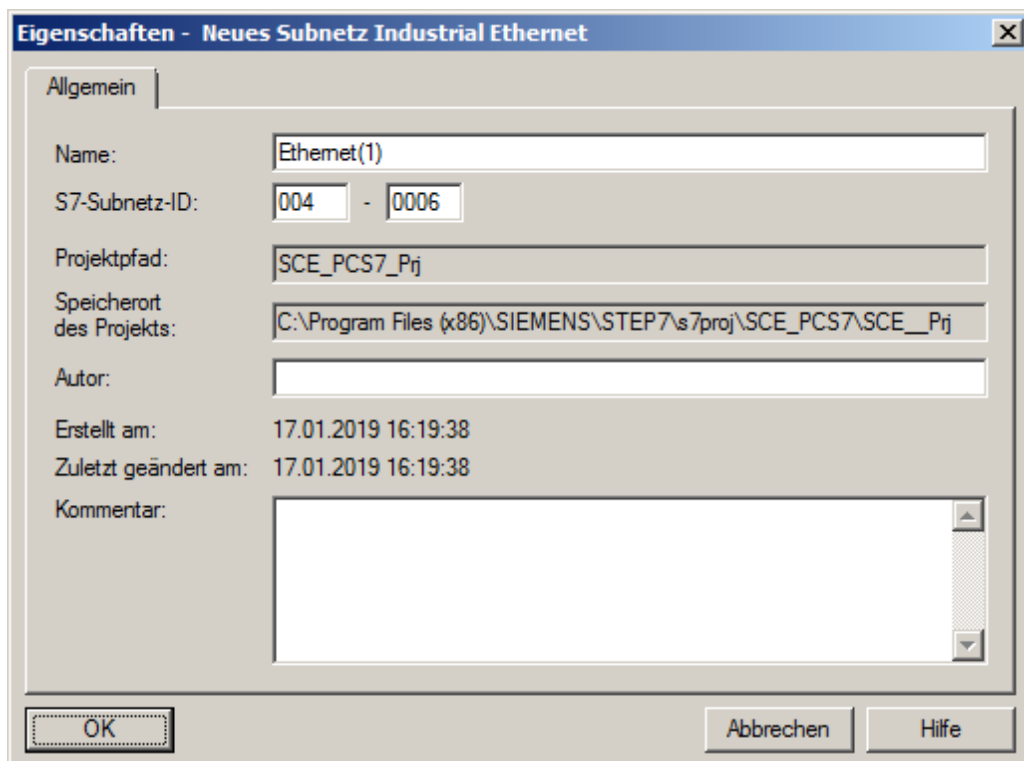 Eigenschaften - Neues Subnetz Industrial Ethernet
Allgemein
Name: Ethernet(1)
S7-Subnetz-ID: 004 - 0006
Projektpfad: SCE_PCS7_Prj
Speicherort
des Projekts: C:\Program Files (x86)\SIEMENS\STEP7\s7proj\SCE_PCS7\SCE__Prj
Autor:
Erstellt am: 17.01.2019 16:19:38
Zuletzt geändert am: 17.01.2019 16:19:38
Kommentar:
OK Abbrechen Hilfe